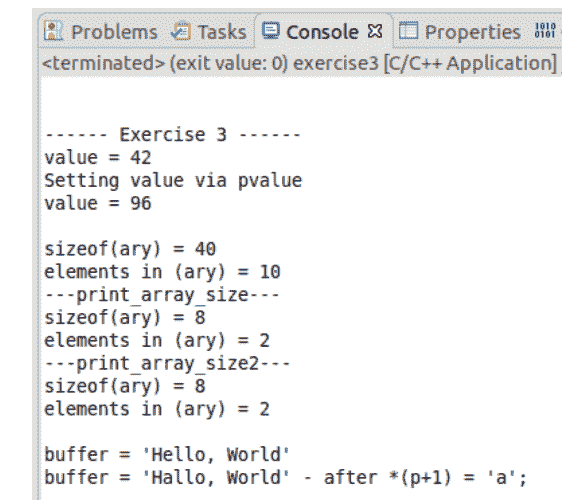 Problems Tasks Console Properties
<terminated> (exit value: 0) exercise3 [C/C++ Application]
------ Exercise 3 ------
value = 42
Setting value via pvalue
value = 96
sizeof(ary) = 40
elements in (ary) = 10
---print_array_size---
sizeof(ary) = 8
elements in (ary) = 2
---print_array_size2---
sizeof(ary) = 8
elements in (ary) = 2
buffer = 'Hello, World'
buffer = 'Hallo, World' - after *(p+1) = 'a';